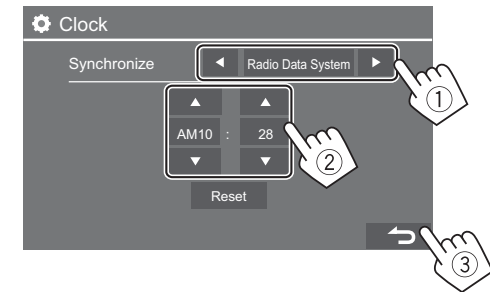 Clock
Synchronize ◄ Radio Data System ► ①
▲ ▲
AM10 : 28 ②
▼ ▼
Reset
③